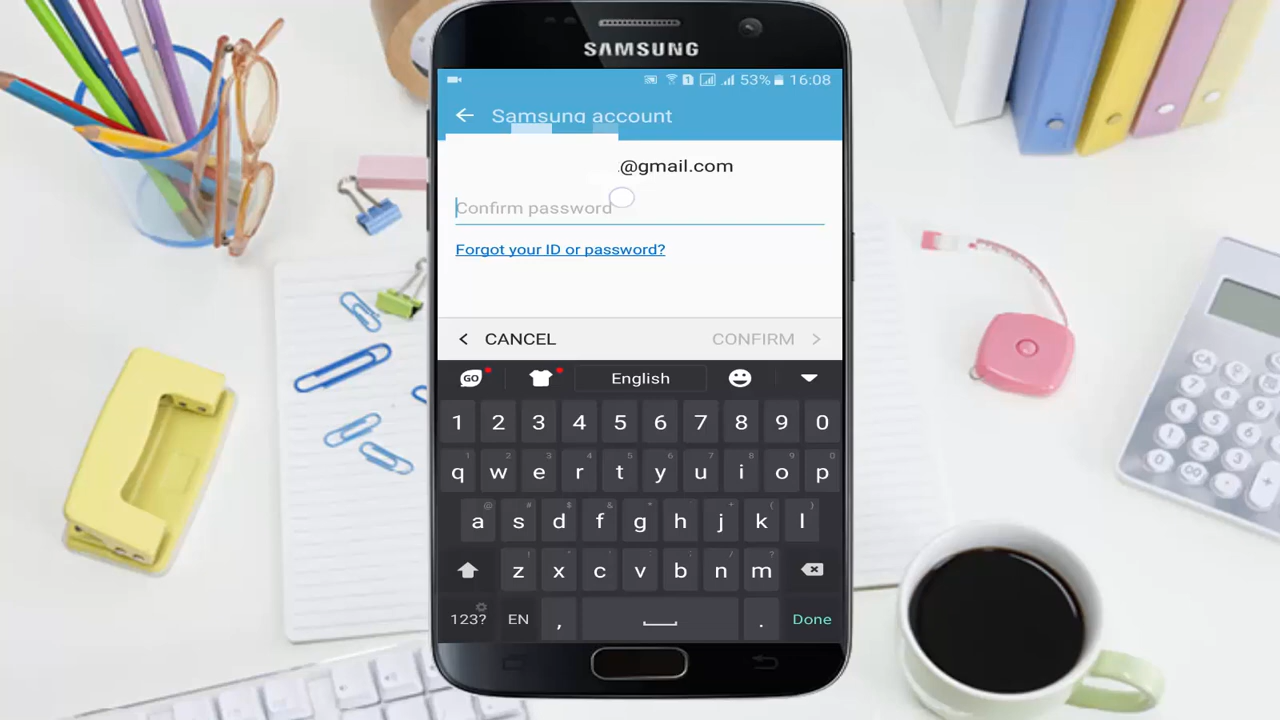 SAMSUNG
1 53% 16:08
Samsung account
@gmail.com
Confirm password
Forgot your ID or password?
< CANCEL CONFIRM >
GO English
1 2 3 4 5 6 7 8 9 0
q w e r t y u i o p
a s d f g h j k l
z x c v b n m
123? EN , . Done